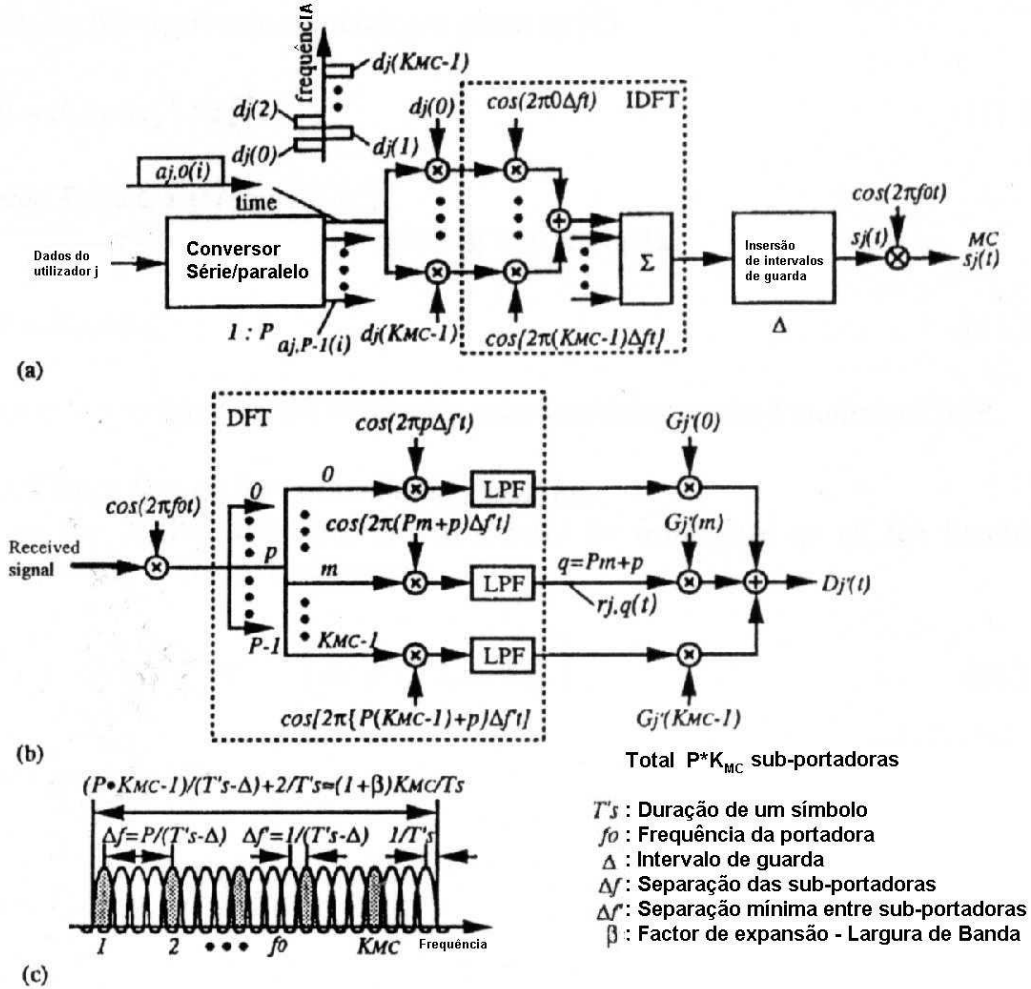 frequência
dj(KMC-1)
dj(2)
dj(0)
dj(1)
aj,0(i)
time
dj(0)
cos(2π0Δft)
IDFT
Dados do
utilizador j
Conversor
Série/paralelo
1 : P
aj,P-1(i)
dj(KMC-1)
cos{2π(KMC-1)Δft}
Σ
Insersão
de intervalos
de guarda
Δ
sj(t)
cos(2πfot)
MC
sj(t)
(a)
DFT
cos(2πpΔf't)
Gj'(0)
cos(2πfot)
0
0
LPF
cos{2π(Pm+p)Δf't}
Gj'(m)
Received
signal
p
m
LPF
q=Pm+p
rj,q(t)
Dj'(t)
P-1
KMC-1
LPF
cos[2π{P(KMC-1)+p}Δf't]
Gj'(KMC-1)
(b)
Total P*KMC sub-portadoras
(P•KMC-1)/(T's-Δ)+2/T's≈(1+β)KMC/Ts
Δf=P/(T's-Δ)
Δf'=1/(T's-Δ)
1/T's
1
2
fo
KMC
Frequência
T's : Duração de um símbolo
fo : Frequência da portadora
Δ : Intervalo de guarda
Δf : Separação das sub-portadoras
Δf' : Separação mínima entre sub-portadoras
β : Factor de expansão - Largura de Banda
(c)